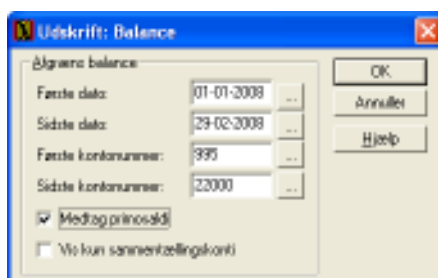 Udskrift: Balance
Afgræns balance
Første dato: 01-01-2008 ...
Sidste dato: 29-02-2008 ...
Første kontonummer: 995 ...
Sidste kontonummer: 22000 ...
Medtag primosaldi
Vis kun sammentællingskonti
OK
Annuller
Hjælp